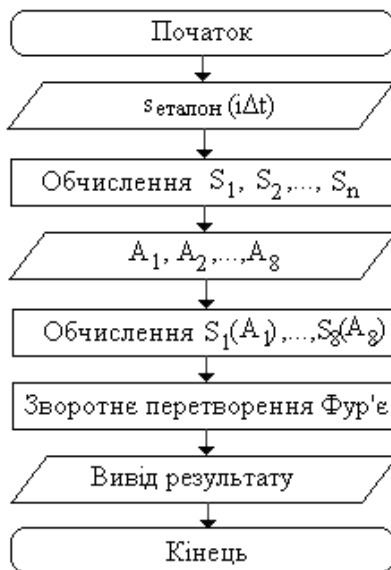 Початок
sеталон (iΔt)
Обчислення S1, S2,..., Sn
A1, A2,...,A8
Обчислення S1(A1),...,S8(A8)
Зворотнє перетворення Фур'є
Вивід результату
Кінець